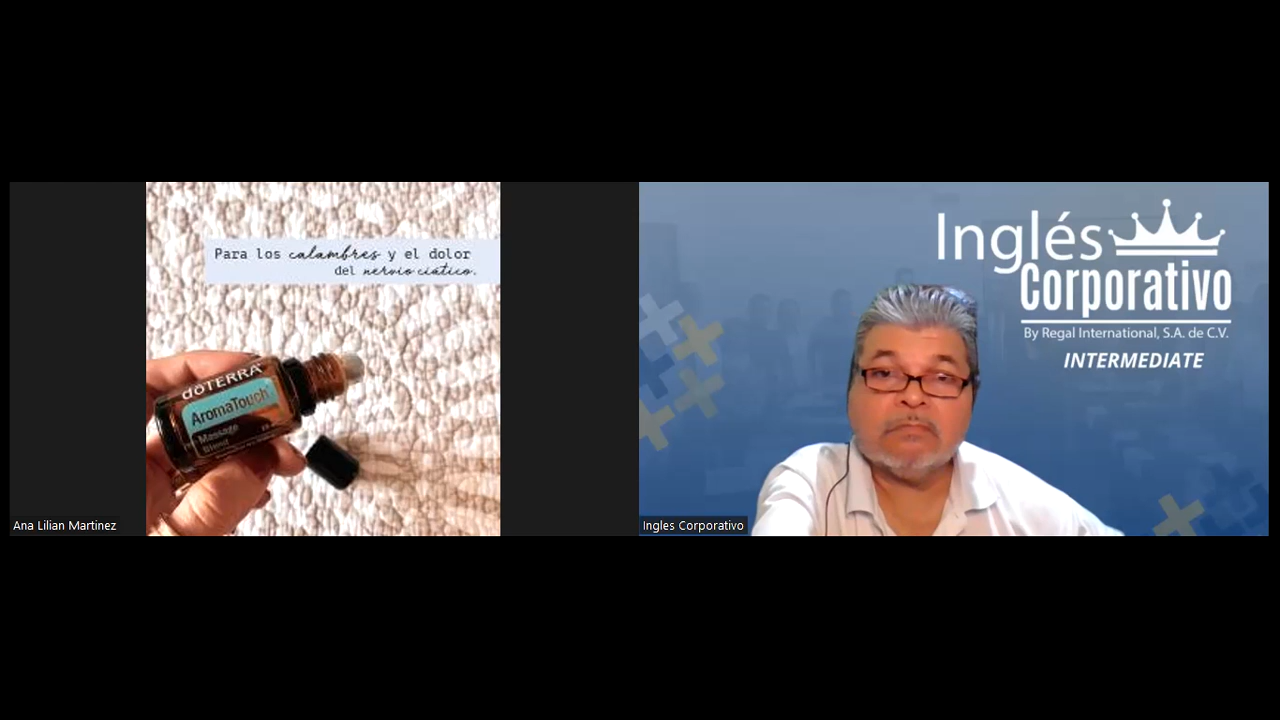 Para los calambres y el dolor
del nervio ciático.
dōTERRA
AromaTouch
Massage
Blend
Ana Lilian Martinez
Inglés
Corporativo
By Regal International, S.A. de C.V.
INTERMEDIATE
Ingles Corporativo